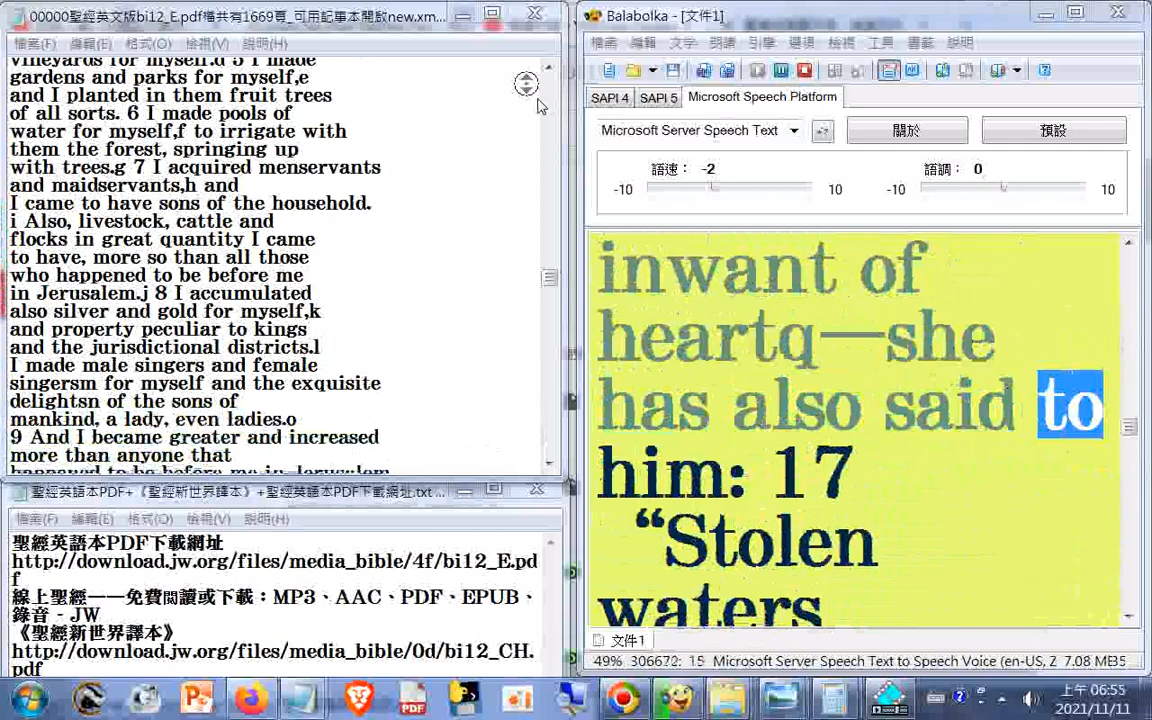 00000聖經英文版bi12_E.pdf檔共有1669頁_可用記事本開啟new.xm...
檔案(F) 編輯(E) 格式(O) 檢視(V) 說明(H)
vineyards for myself.d 5 I made
gardens and parks for myself,e
and I planted in them fruit trees
of all sorts. 6 I made pools of
water for myself,f to irrigate with
them the forest, springing up
with trees.g 7 I acquired menservants
and maidservants,h and
I came to have sons of the household.
i Also, livestock, cattle and
flocks in great quantity I came
to have, more so than all those
who happened to be before me
in Jerusalem.j 8 I accumulated
also silver and gold for myself,k
and property peculiar to kings
and the jurisdictional districts.l
I made male singers and female
singersm for myself and the exquisite
delightsn of the sons of
mankind, a lady, even ladies.o
9 And I became greater and increased
more than anyone that
happened to be before me in Jerusalem
聖經英語本PDF+《聖經新世界譯本》+聖經英語本PDF下載網址.txt ...
檔案(F) 編輯(E) 格式(O) 檢視(V) 說明(H)
聖經英語本PDF下載網址
http://download.jw.org/files/media_bible/4f/bi12_E.pd
f
線上聖經——免費閱讀或下載：MP3、AAC、PDF、EPUB、
錄音 - JW
《聖經新世界譯本》
http://download.jw.org/files/media_bible/0d/bi12_CH.
pdf
Balabolka - [文件1]
檔案 編輯 文字 朗讀 引擎 選項 檢視 工具 書籤 說明
SAPI 4 SAPI 5 Microsoft Speech Platform
Microsoft Server Speech Text 關於 預設
語速： -2 語調： 0
-10 10 -10 10
inwant of
heartq—she
has also said to
him: 17
“Stolen
waters
文件1
49% 306672: 15 Microsoft Server Speech Text to Speech Voice (en-US, Z 7.08 MB
上午 06:55
2021/11/11